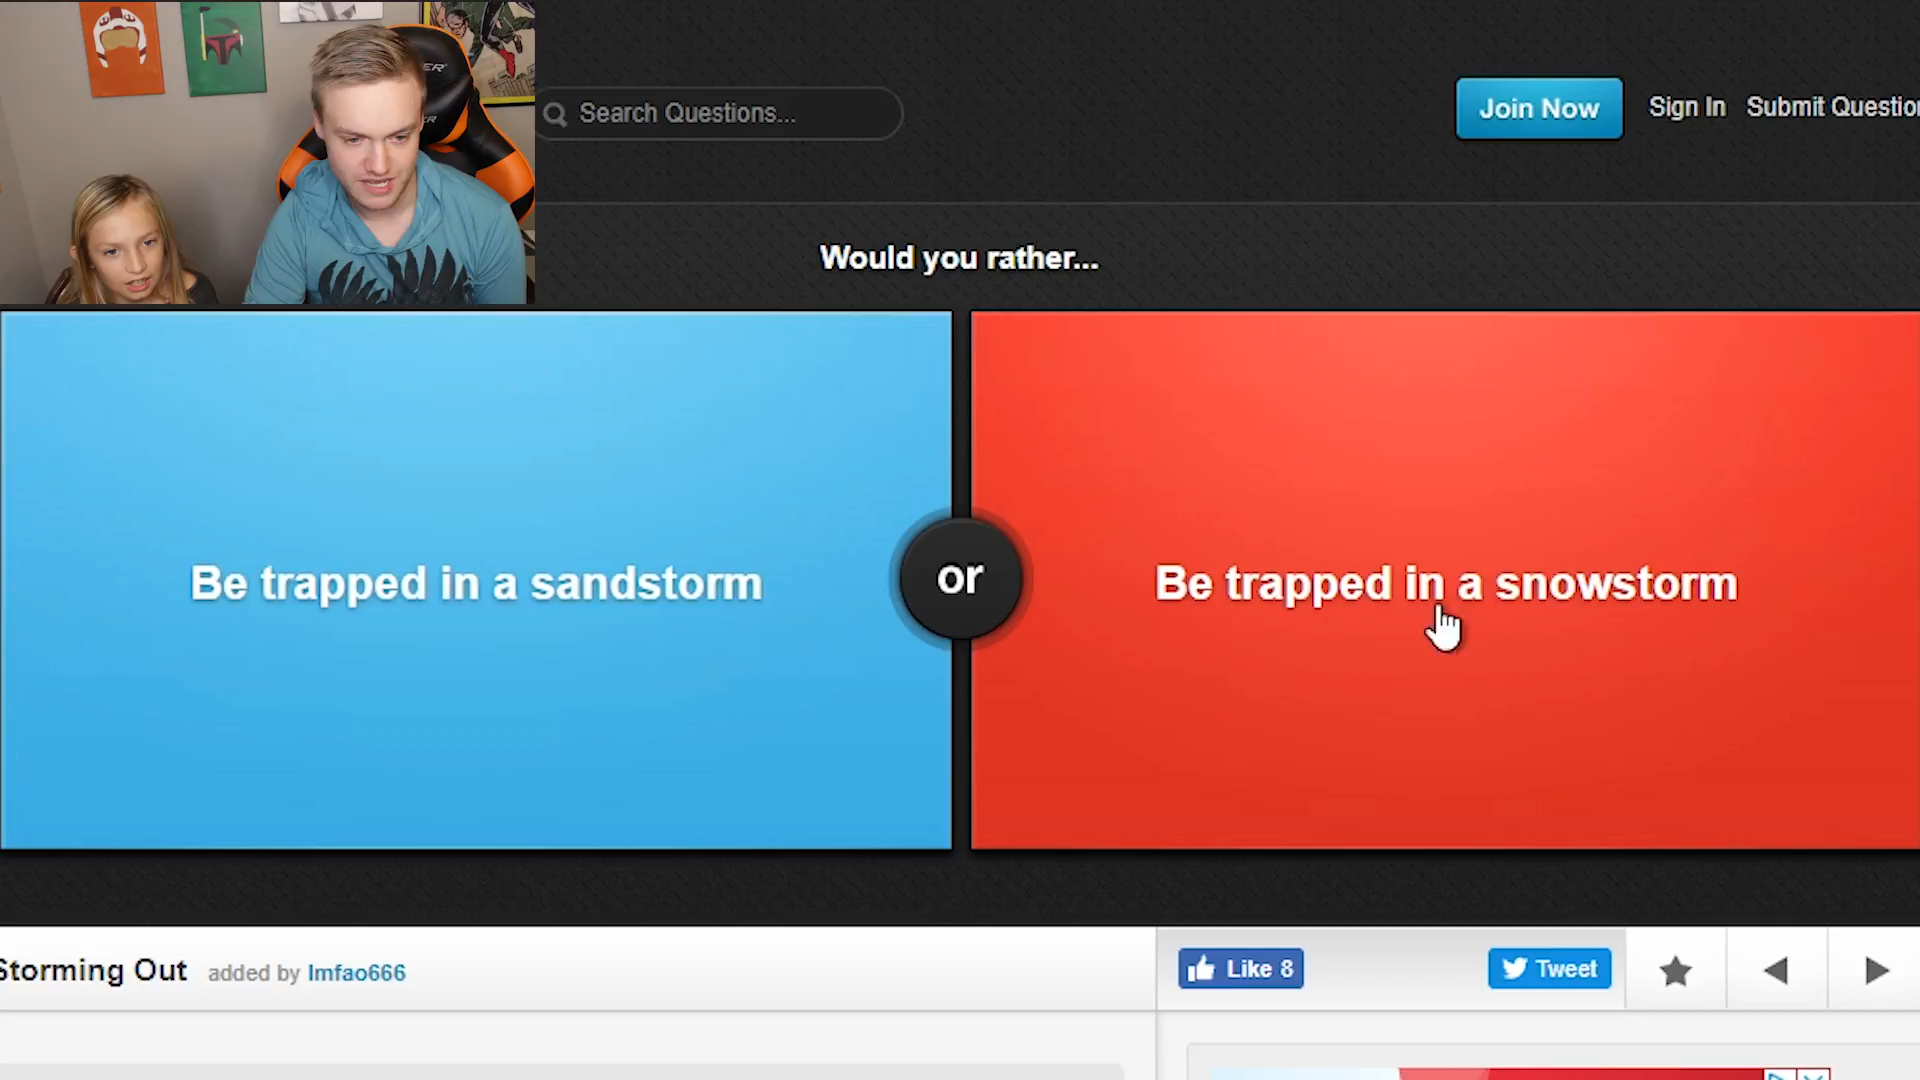 Search Questions...
Join Now
Sign In
Submit Question
Would you rather...
Be trapped in a sandstorm
or
Be trapped in a snowstorm
Storming Out
added by lmfao666
Like 8
Tweet